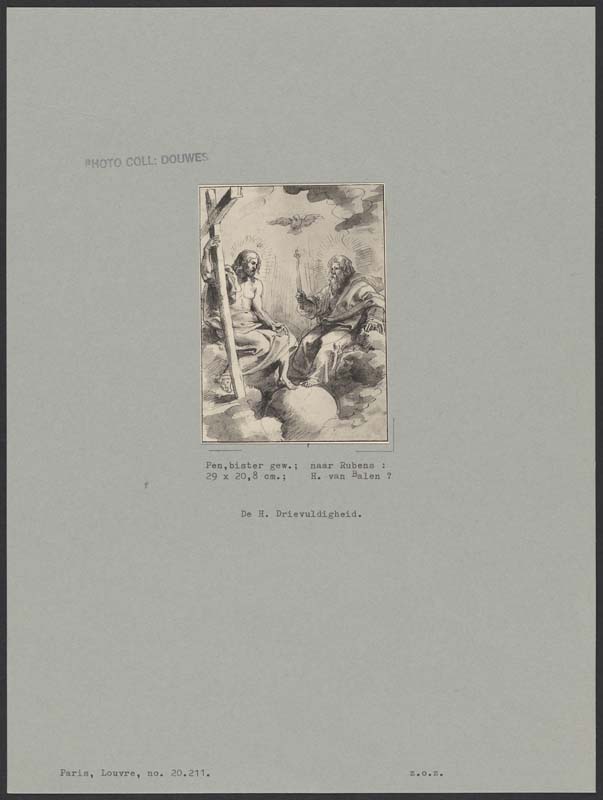 PHOTO COLL: DOUWES
Pen,bister gew.; naar Rubens :
29 x 20,8 cm.; H. van Balen ?
De H. Drievuldigheid.
Paris, Louvre, no. 20.211.
z.o.z.